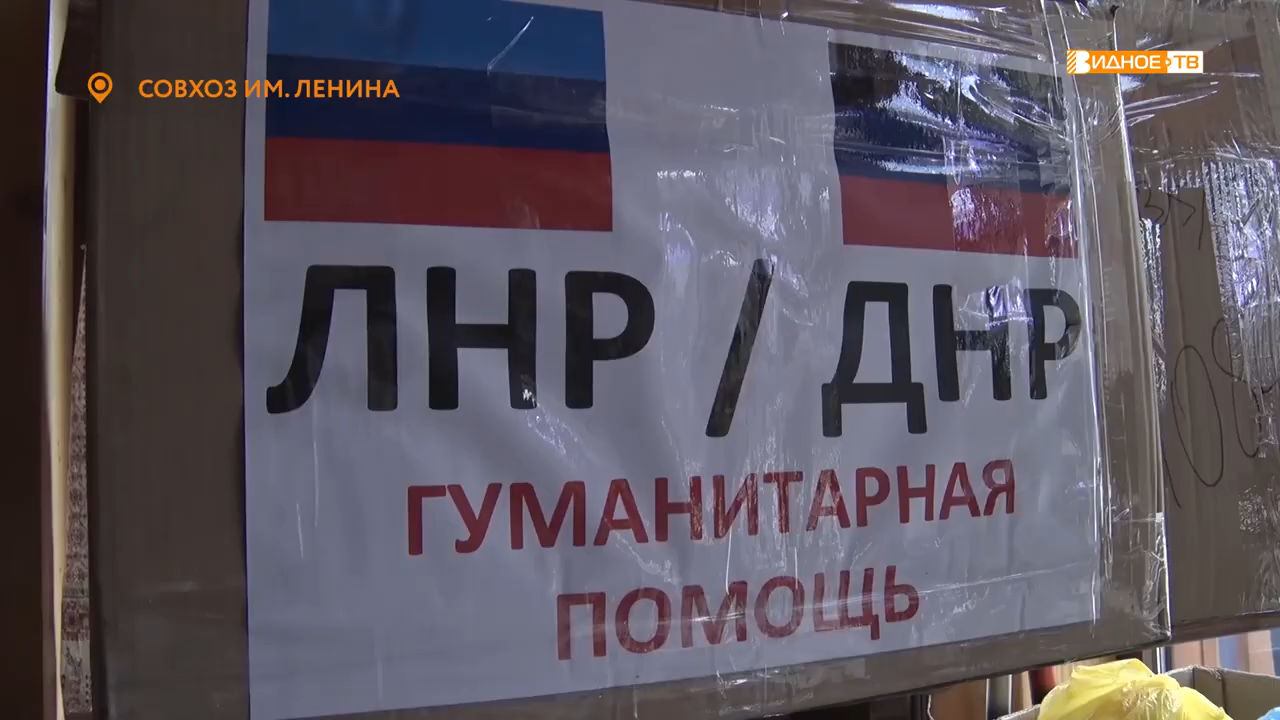 СОВХОЗ ИМ. ЛЕНИНА
ВИДНОЕ ТВ
ЛНР / ДНР
ГУМАНИТАРНАЯ
ПОМОЩЬ